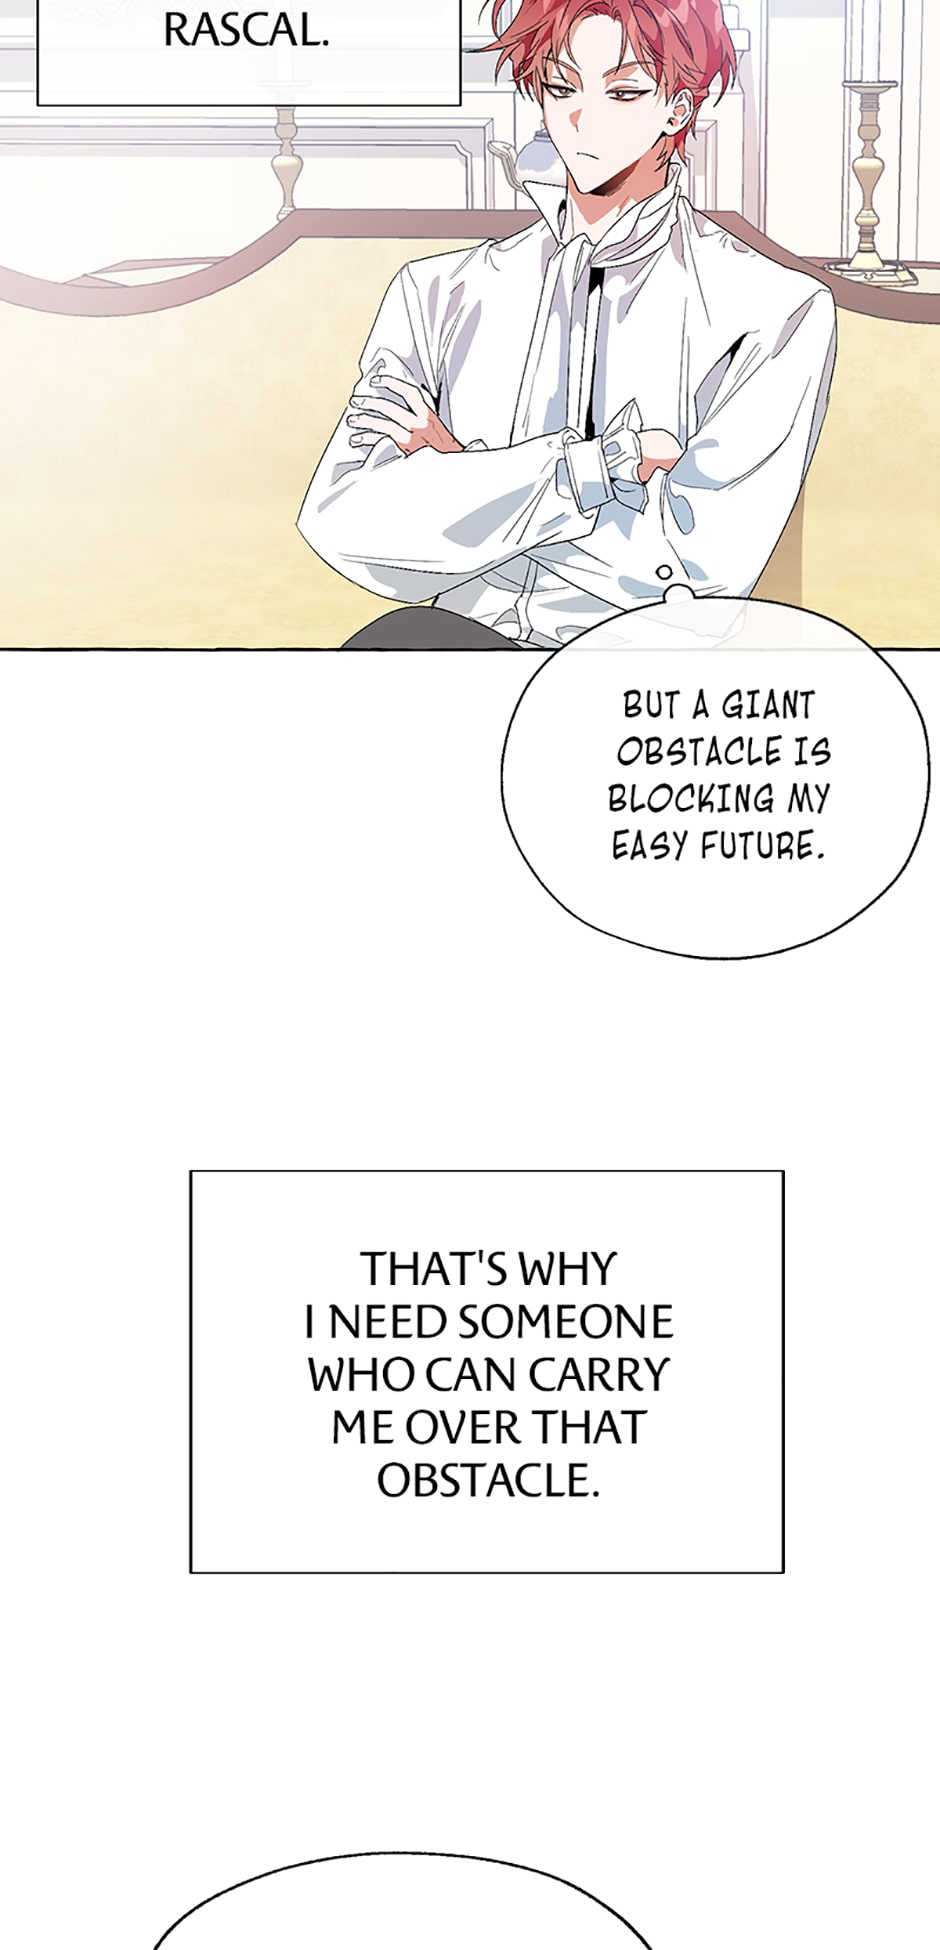 RASCAL.
BUT A GIANT
OBSTACLE IS
BLOCKING MY
EASY FUTURE.
THAT'S WHY
I NEED SOMEONE
WHO CAN CARRY
ME OVER THAT
OBSTACLE.